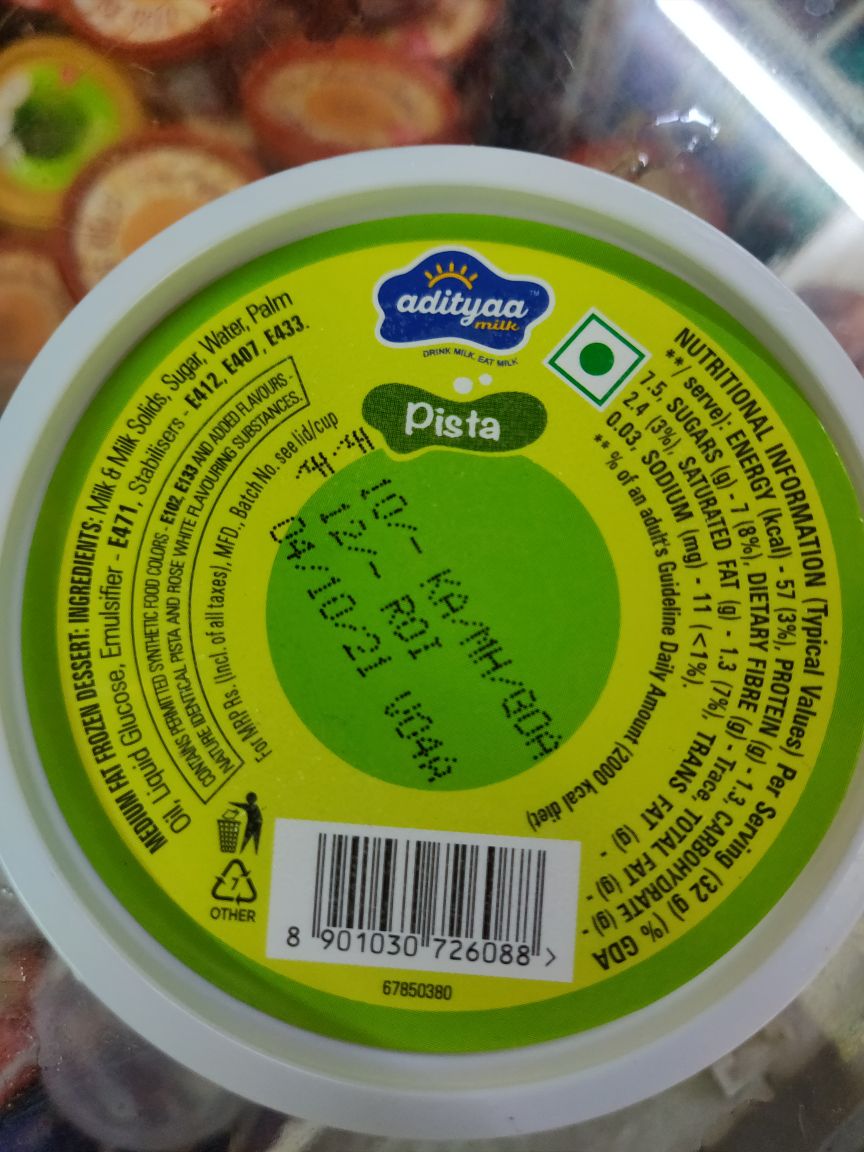 adityaa
milk
™
DRINK MILK. EAT MILK
Pista
MEDIUM FAT FROZEN DESSERT: INGREDIENTS: Milk & Milk Solids, Sugar, Water, Palm
Oil, Liquid Glucose, Emulsifier - E471, Stabilisers - E412, E407, E433.
CONTAINS PERMITTED SYNTHETIC FOOD COLORS - E102, E133 AND ADDED FLAVOURS -
NATURE IDENTICAL PISTA AND ROSE WHITE FLAVOURING SUBSTANCES.
For MRP Rs. (Incl. of all taxes), MFD., Batch No. see lid/cup
10/- KA/MH/GOA
12/- ROI
04/10/21 V04A
NUTRITIONAL INFORMATION (Typical Values) Per Serving (32 g) (% GDA
**/ serve): ENERGY (kcal) - 57 (3%), PROTEIN (g) - 1.3, CARBOHYDRATE (g) -
7.5, SUGARS (g) - 7 (8%), DIETARY FIBRE (g) - Trace, TOTAL FAT (g) -
2.4 (3%), SATURATED FAT (g) - 1.3 (7%), TRANS FAT (g) -
0.03, SODIUM (mg) - 11 (<1%).
** % of an adult's Guideline Daily Amount (2000 kcal diet)
7
OTHER
8 901030 726088 >
67850380